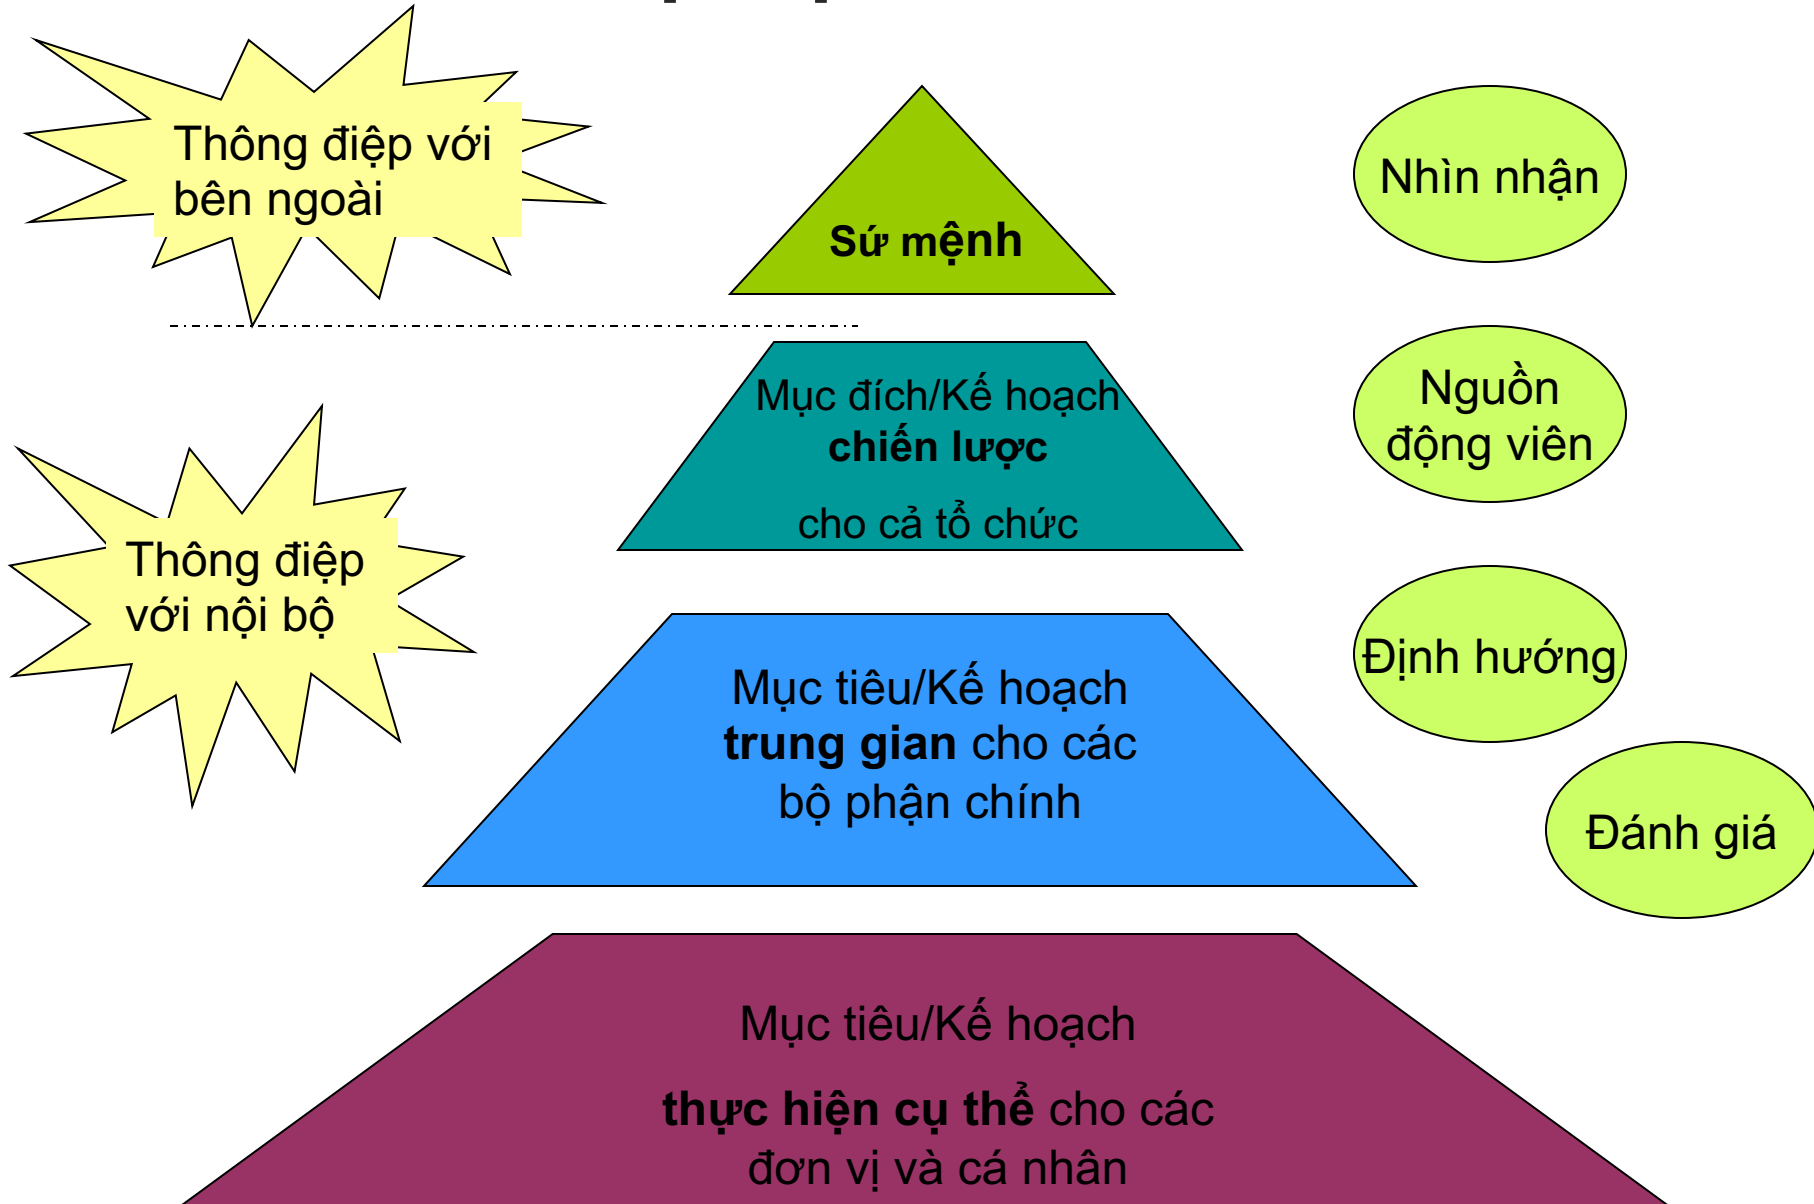 Thông điệp với
bên ngoài
Sứ mệnh
Nhìn nhận
Mục đích/Kế hoạch
chiến lược
cho cả tổ chức
Nguồn
động viên
Thông điệp
với nội bộ
Mục tiêu/Kế hoạch
trung gian cho các
bộ phận chính
Định hướng
Đánh giá
Mục tiêu/Kế hoạch
thực hiện cụ thể cho các
đơn vị và cá nhân